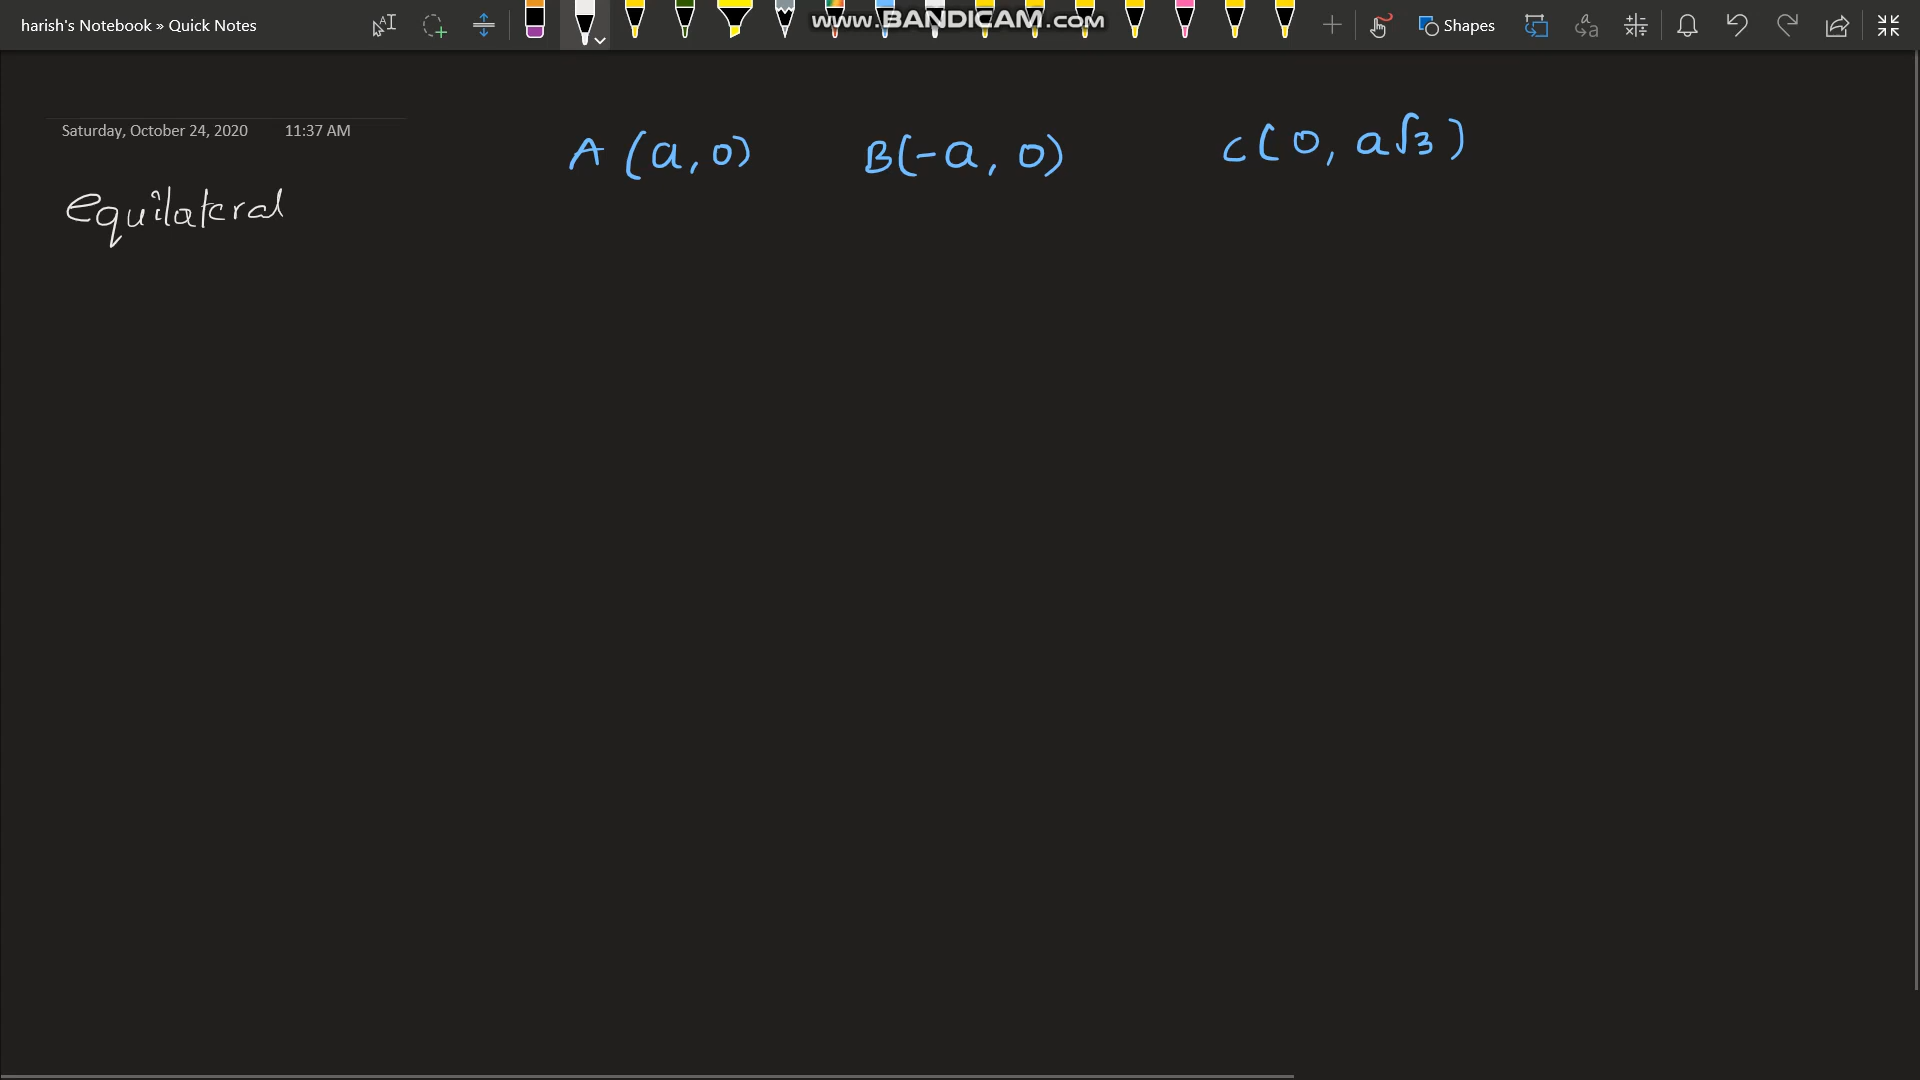 harish's Notebook » Quick Notes
www.BANDICAM.com
Shapes
Saturday, October 24, 2020 11:37 AM
A (a, 0) B(-a, 0) C(0, a√3)
equilateral